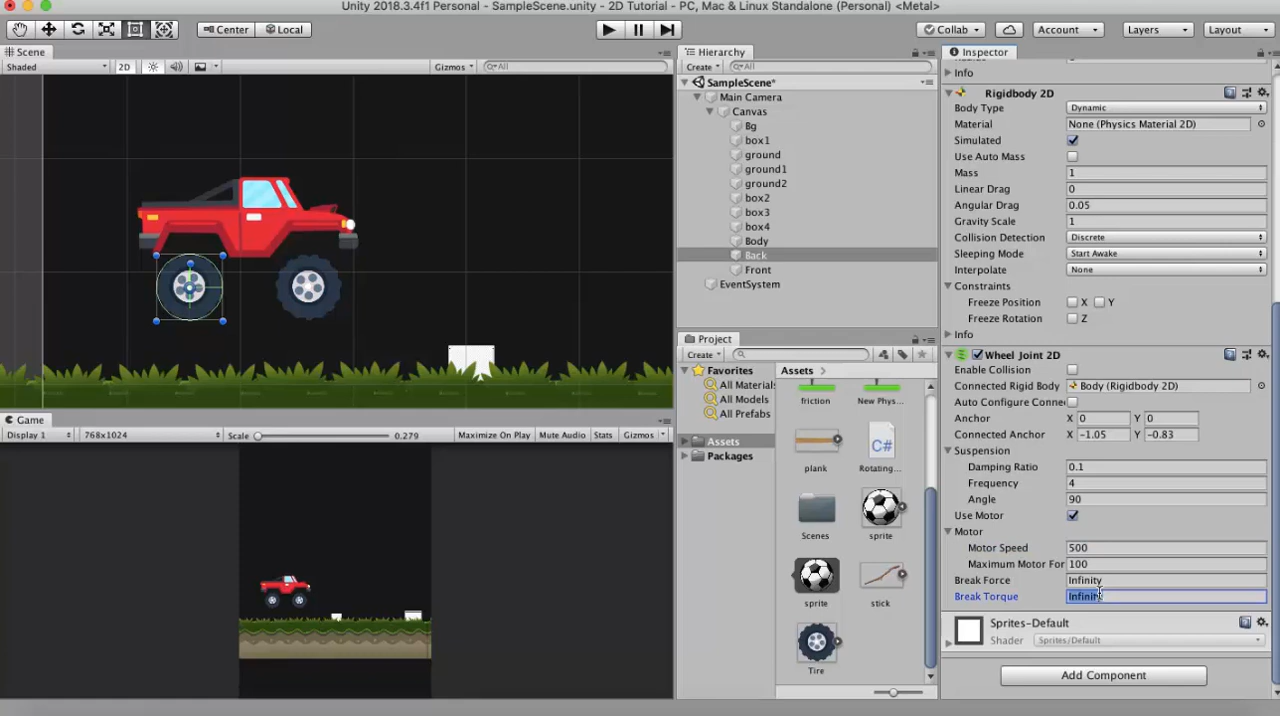 Unity 2018.3.4f1 Personal - SampleScene.unity - 2D Tutorial - PC, Mac & Linux Standalone (Personal) <Metal>
Center Local Collab Account Layers Layout
Scene
Shaded 2D Gizmos All
Hierarchy
Create All
SampleScene*
Main Camera
Canvas
Bg
box1
ground
ground1
ground2
box2
box3
box4
Body
Back
Front
EventSystem
Game
Display 1 768x1024 Scale 0.279 Maximize On Play Mute Audio Stats Gizmos
Project
Create
Favorites
All Materials
All Models
All Prefabs
Assets
Packages
Assets
friction New Phys...
plank Rotating...
C#
Scenes sprite
sprite stick
Tire
Inspector
Info
Rigidbody 2D
Body Type Dynamic
Material None (Physics Material 2D)
Simulated
Use Auto Mass
Mass 1
Linear Drag 0
Angular Drag 0.05
Gravity Scale 1
Collision Detection Discrete
Sleeping Mode Start Awake
Interpolate None
Constraints
Freeze Position X Y
Freeze Rotation Z
Info
Wheel Joint 2D
Enable Collision
Connected Rigid Body Body (Rigidbody 2D)
Auto Configure Connec
Anchor X 0 Y 0
Connected Anchor X -1.05 Y -0.83
Suspension
Damping Ratio 0.1
Frequency 4
Angle 90
Use Motor
Motor
Motor Speed 500
Maximum Motor For 100
Break Force Infinity
Break Torque Infinity
Sprites-Default
Shader Sprites/Default
Add Component